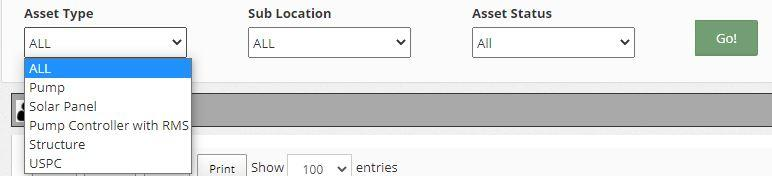 Asset Type Sub Location Asset Status
ALL ALL All Go!
ALL
Pump
Solar Panel
Pump Controller with RMS
Structure
USPC
Print Show 100 entries